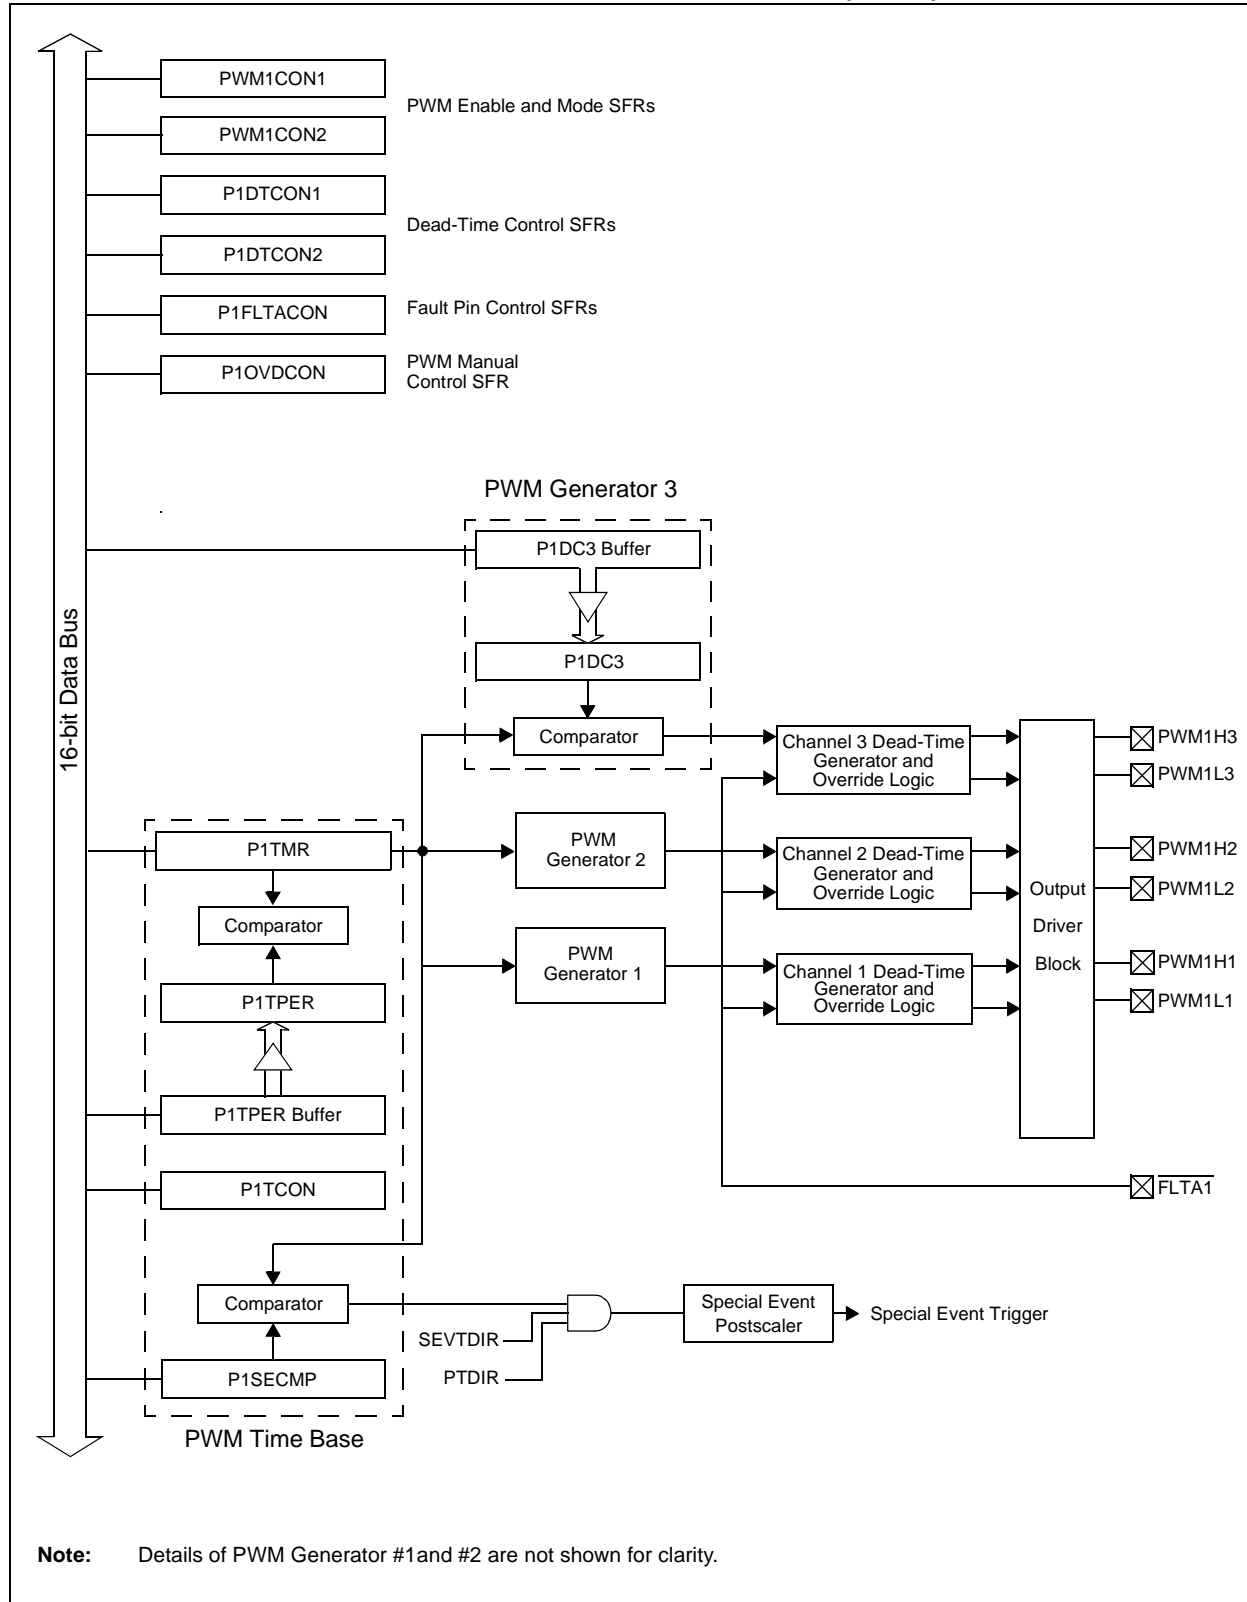 PWM1CON1
PWM Enable and Mode SFRs
PWM1CON2
P1DTCON1
Dead-Time Control SFRs
P1DTCON2
P1FLTACON
Fault Pin Control SFRs
P1OVDCON
PWM Manual
Control SFR
16-bit Data Bus
PWM Generator 3
P1DC3 Buffer
P1DC3
Comparator
Channel 3 Dead-Time
Generator and
Override Logic
PWM1H3
PWM1L3
P1TMR
PWM
Generator 2
Channel 2 Dead-Time
Generator and
Override Logic
PWM1H2
PWM1L2
Output
Driver
Block
Comparator
PWM
Generator 1
Channel 1 Dead-Time
Generator and
Override Logic
PWM1H1
PWM1L1
P1TPER
P1TPER Buffer
P1TCON
FLTA1
Comparator
SEVTDIR
PTDIR
Special Event
Postscaler
Special Event Trigger
P1SECMP
PWM Time Base
Note: Details of PWM Generator #1and #2 are not shown for clarity.